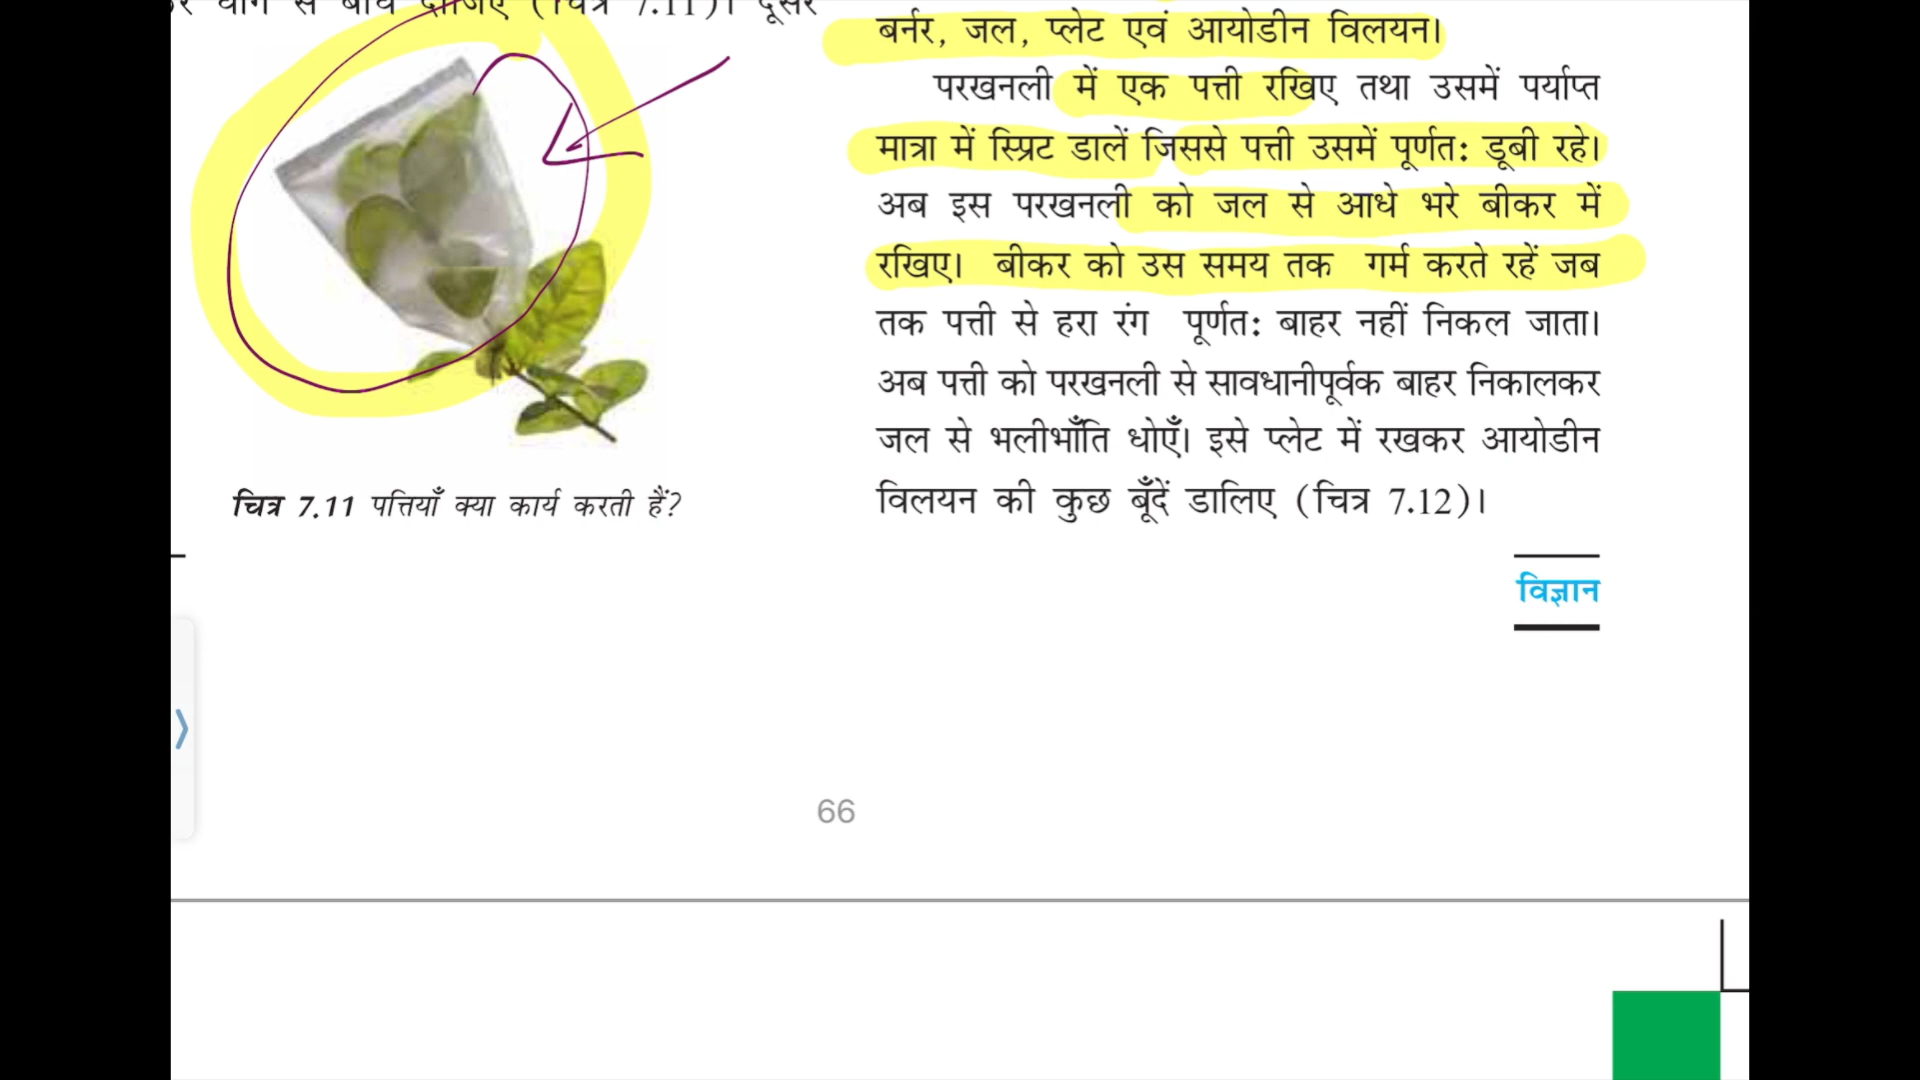 धागे से बाँध दीजिए (चित्र 7.11)। दूसरे
चित्र 7.11 पत्तियाँ क्या कार्य करती हैं?
बर्नर, जल, प्लेट एवं आयोडीन विलयन।
परखनली में एक पत्ती रखिए तथा उसमें पर्याप्त
मात्रा में स्प्रिट डालें जिससे पत्ती उसमें पूर्णत: डूबी रहे।
अब इस परखनली को जल से आधे भरे बीकर में
रखिए। बीकर को उस समय तक गर्म करते रहें जब
तक पत्ती से हरा रंग पूर्णत: बाहर नहीं निकल जाता।
अब पत्ती को परखनली से सावधानीपूर्वक बाहर निकालकर
जल से भलीभाँति धोएँ। इसे प्लेट में रखकर आयोडीन
विलयन की कुछ बूँदें डालिए (चित्र 7.12)।
विज्ञान
66